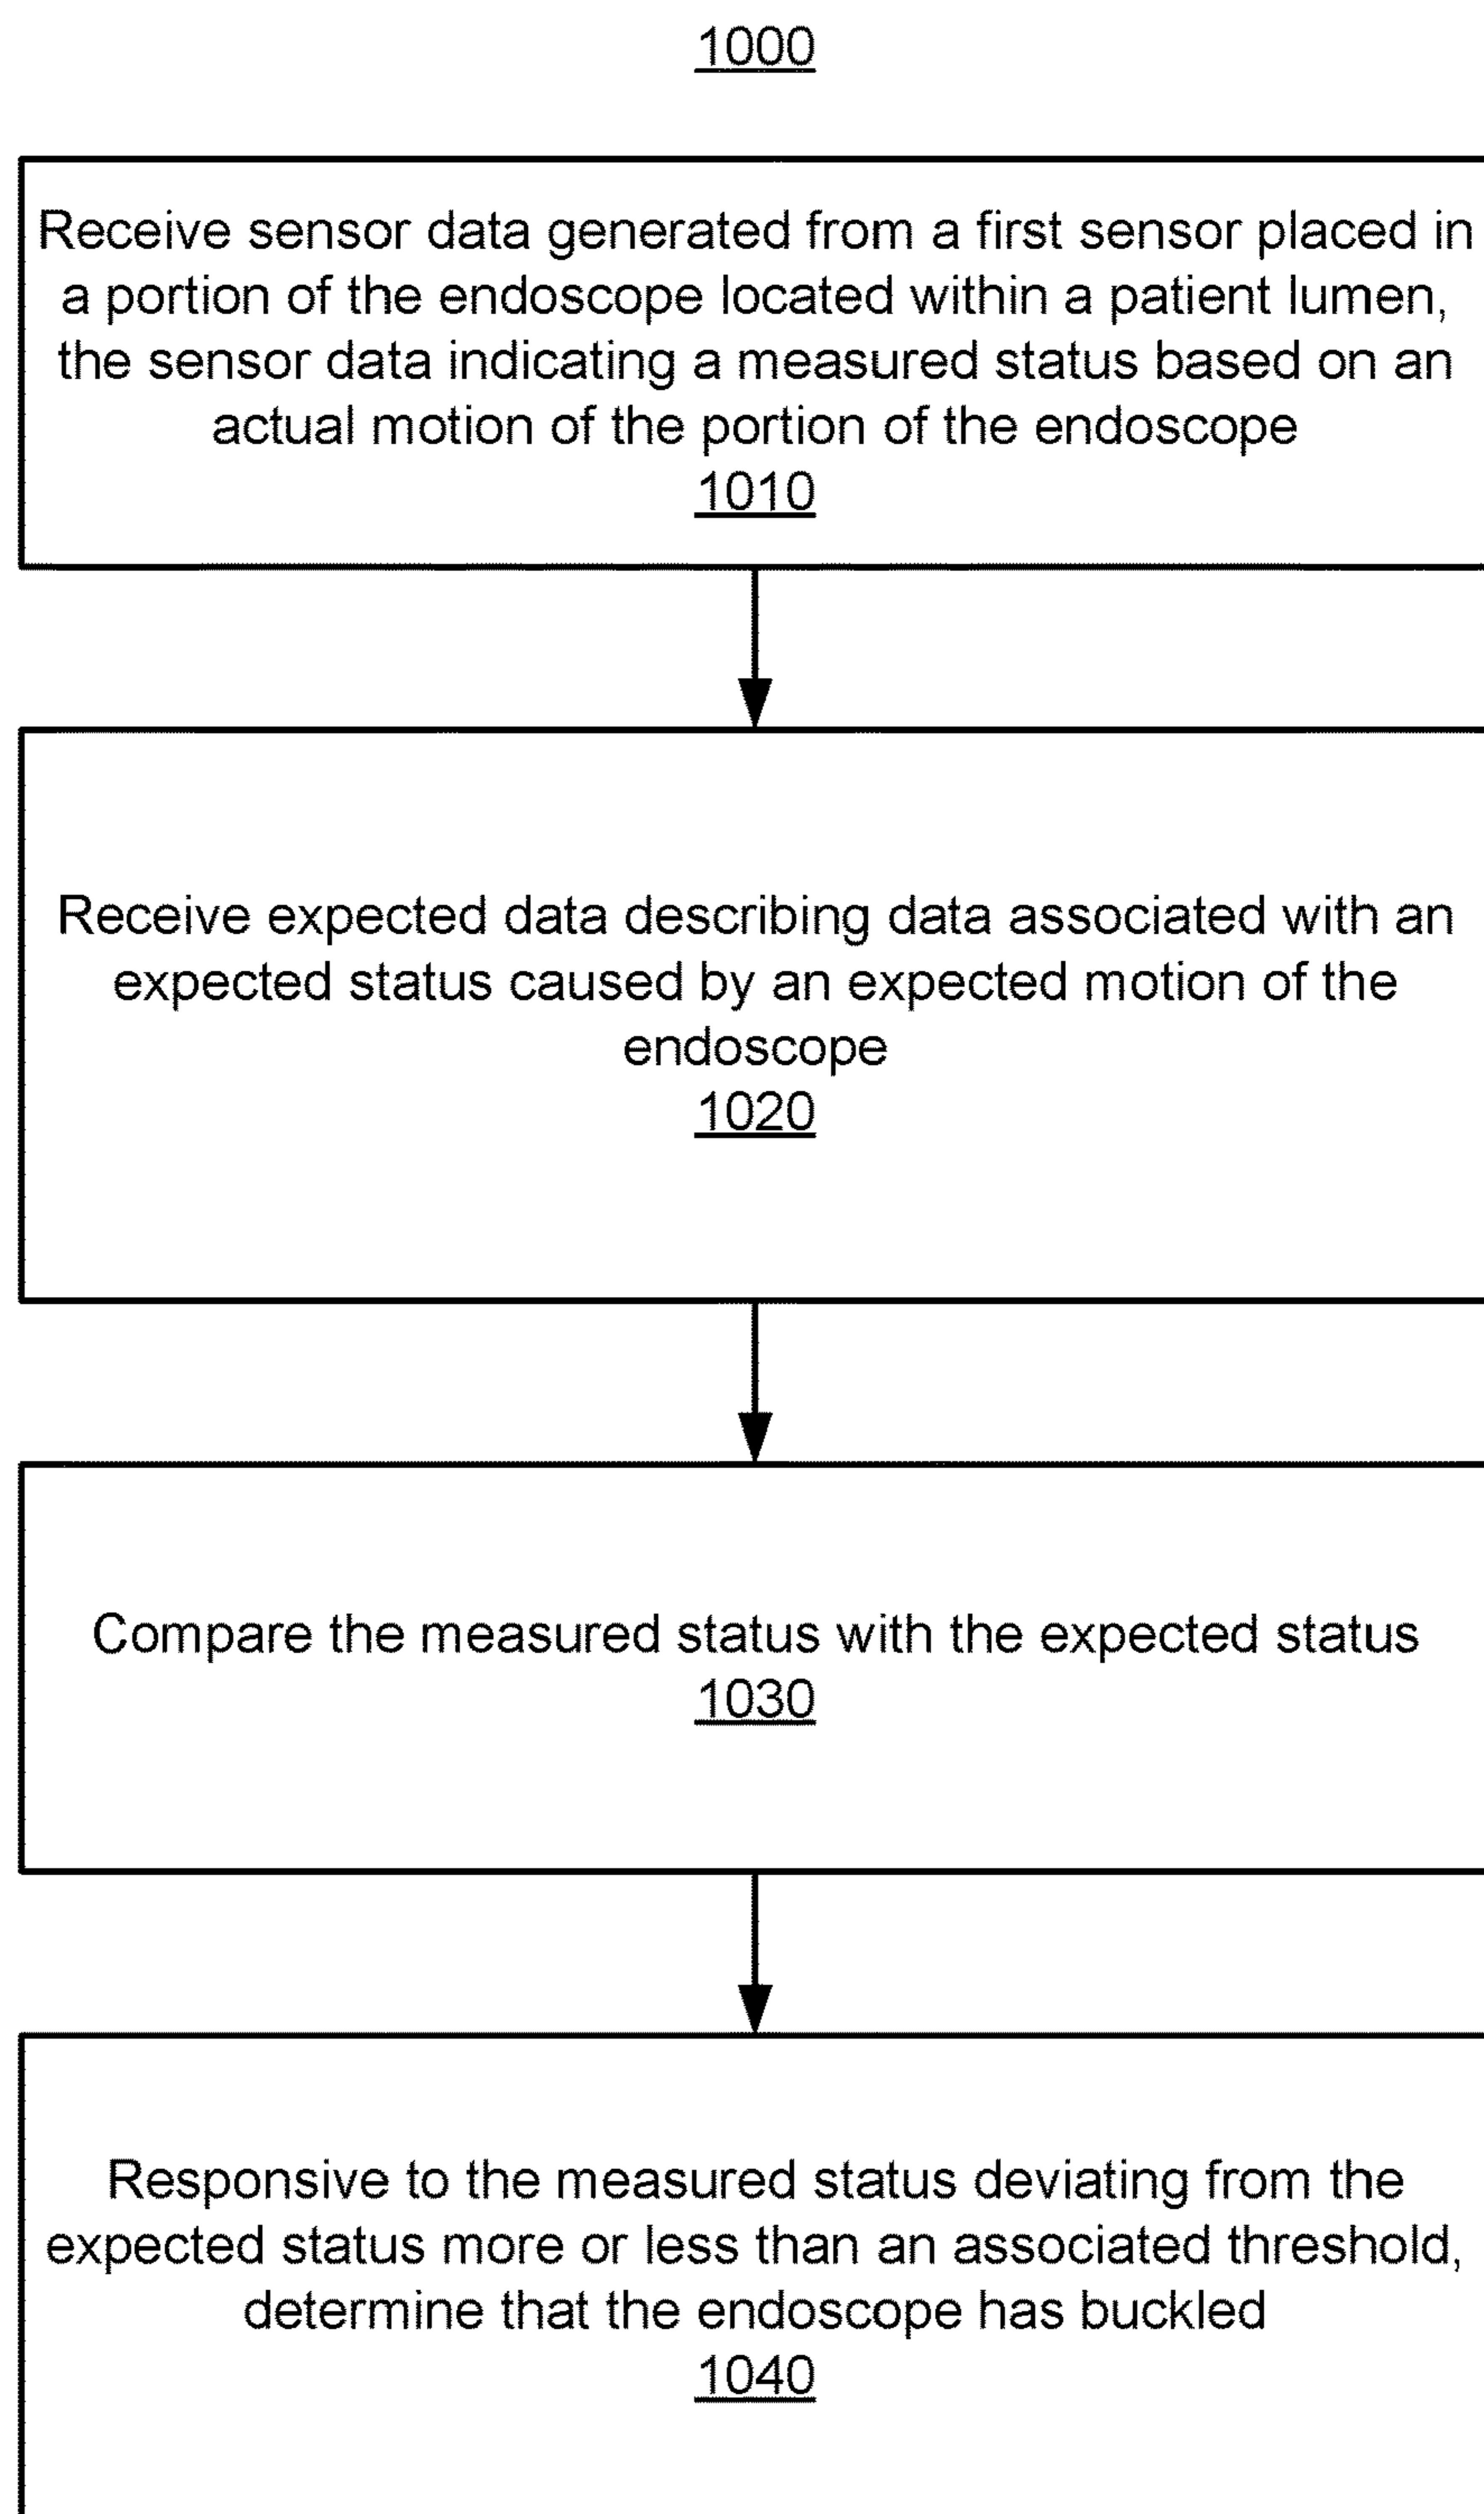 1000
Receive sensor data generated from a first sensor placed in
a portion of the endoscope located within a patient lumen,
the sensor data indicating a measured status based on an
actual motion of the portion of the endoscope
1010
Receive expected data describing data associated with an
expected status caused by an expected motion of the
endoscope
1020
Compare the measured status with the expected status
1030
Responsive to the measured status deviating from the
expected status more or less than an associated threshold,
determine that the endoscope has buckled
1040